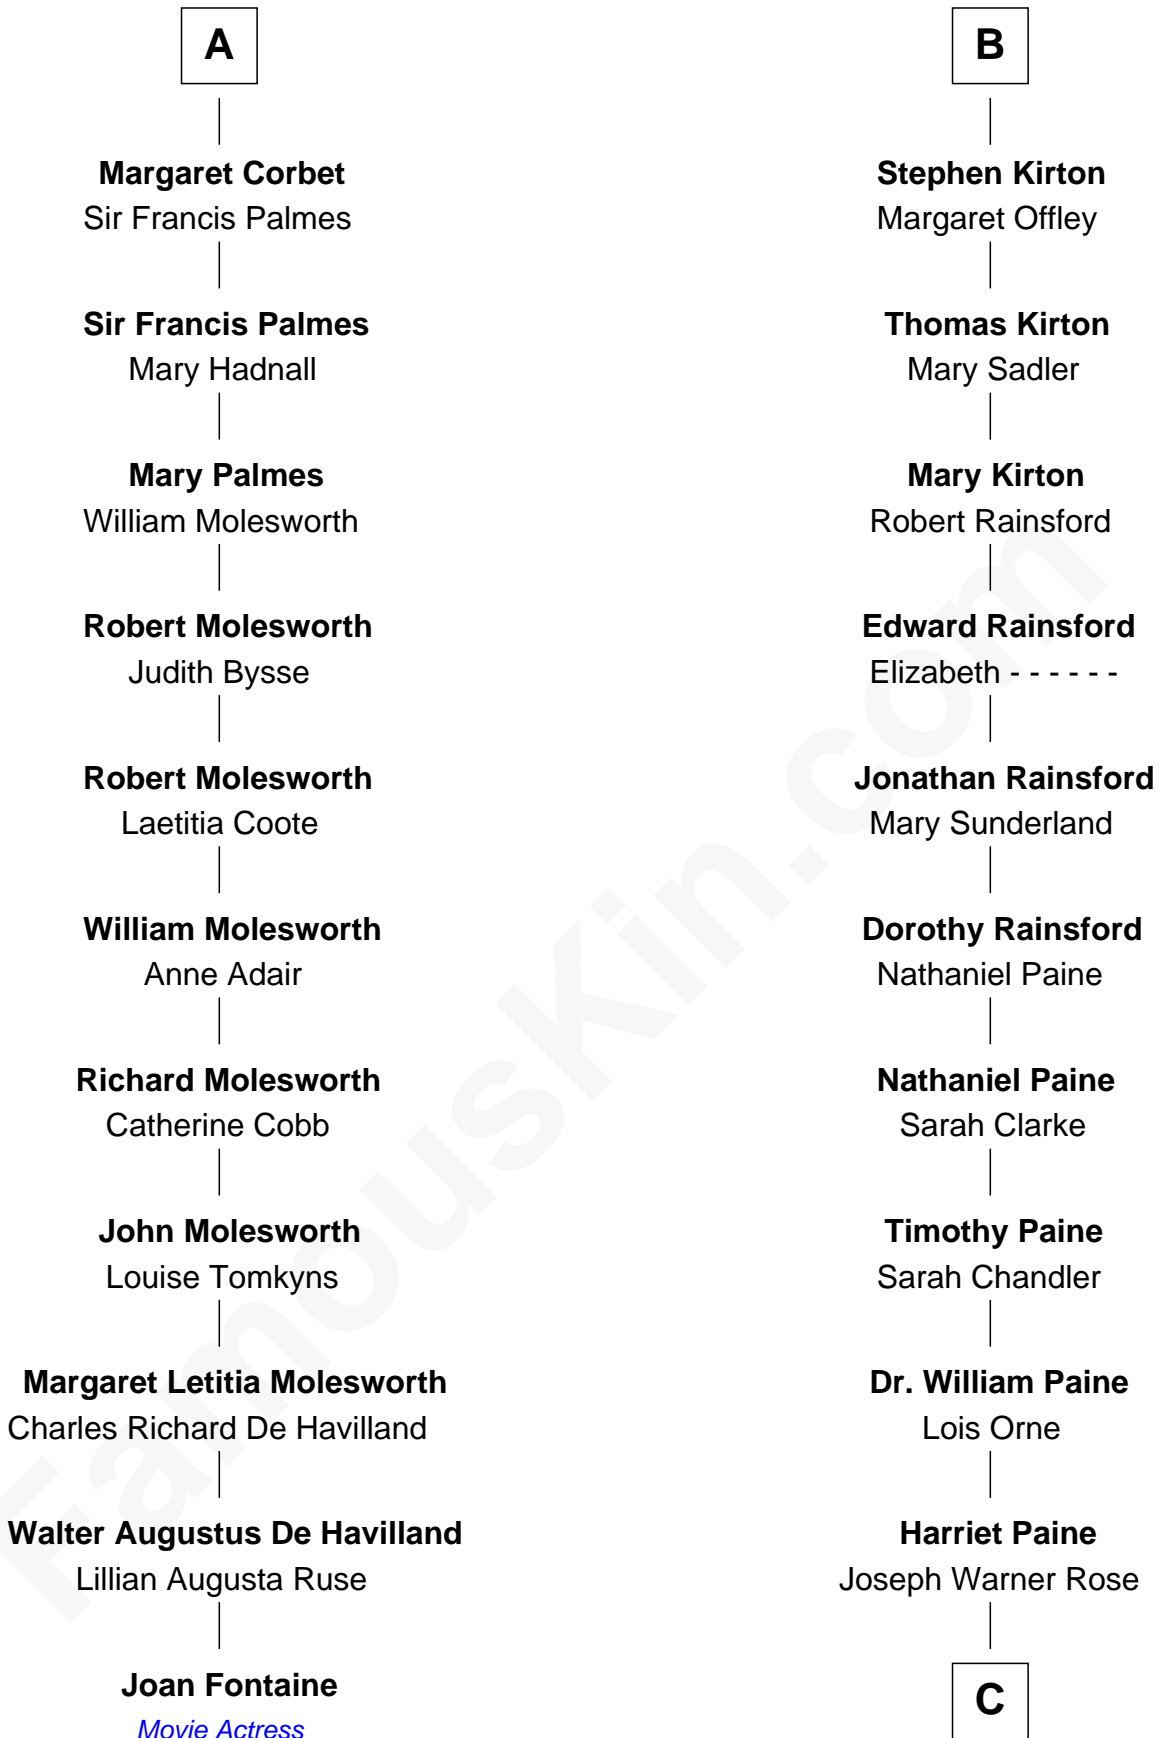 A
Margaret Corbet
Sir Francis Palmes
Sir Francis Palmes
Mary Hadnall
Mary Palmes
William Molesworth
Robert Molesworth
Judith Bysse
Robert Molesworth
Laetitia Coote
William Molesworth
Anne Adair
Richard Molesworth
Catherine Cobb
John Molesworth
Louise Tomkyns
Margaret Letitia Molesworth
Charles Richard De Havilland
Walter Augustus De Havilland
Lillian Augusta Ruse
Joan Fontaine
Movie Actress
B
Stephen Kirton
Margaret Offley
Thomas Kirton
Mary Sadler
Mary Kirton
Robert Rainsford
Edward Rainsford
Elizabeth - - - - - -
Jonathan Rainsford
Mary Sunderland
Dorothy Rainsford
Nathaniel Paine
Nathaniel Paine
Sarah Clarke
Timothy Paine
Sarah Chandler
Dr. William Paine
Lois Orne
Harriet Paine
Joseph Warner Rose
C
FamousKin.com